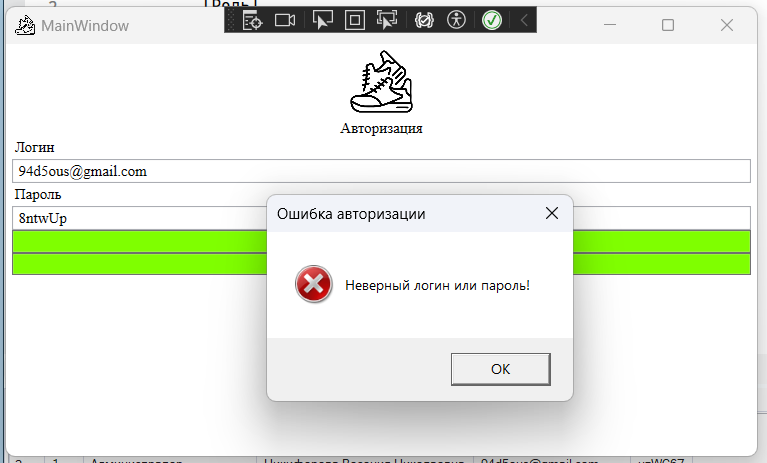 MainWindow
Авторизация
Логин
94d5ous@gmail.com
Пароль
8ntwUp
Ошибка авторизации
Неверный логин или пароль!
OK